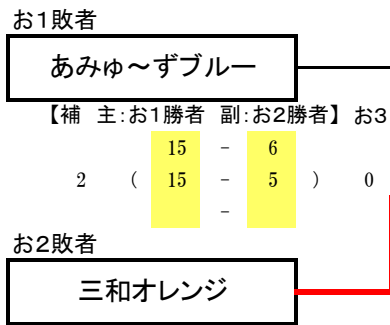 お1敗者
あみゅ～ずブルー
【補 主:お1勝者 副:お2勝者】 お3
15 - 6
2 ( 15 - 5 ) 0
-
お2敗者
三和オレンジ